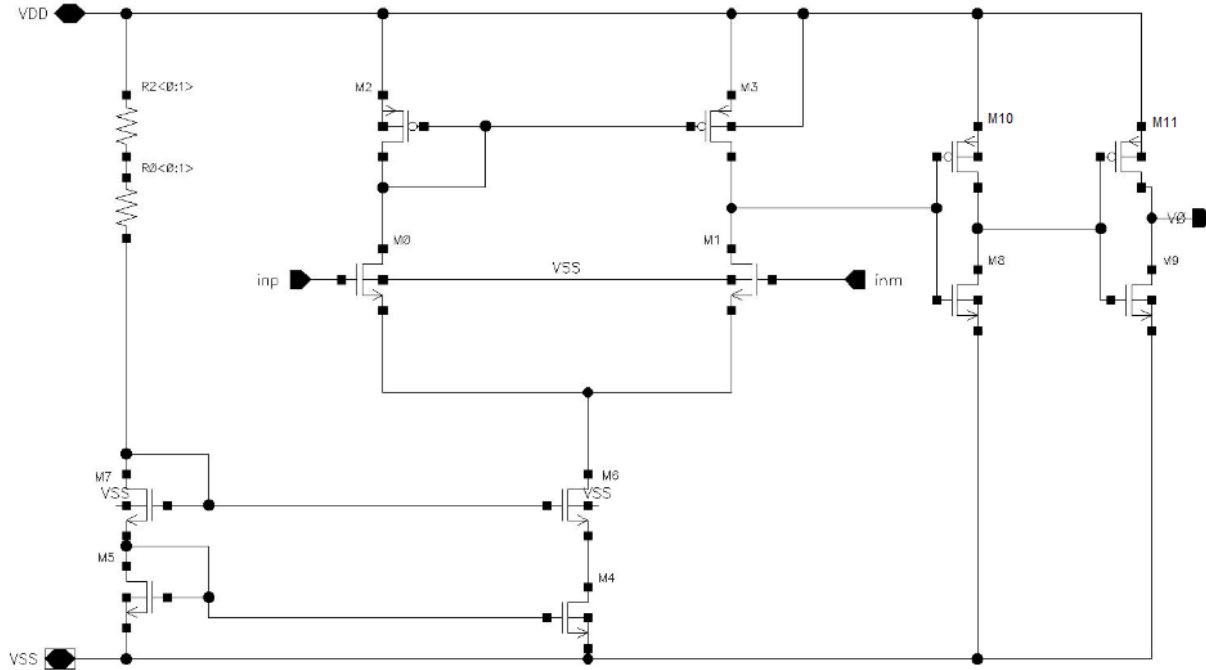 VDD
R2<0:1>
R0<0:1>
M2
M3
M10
M11
M0
M1
VSS
inp
inm
M8
M9
VØ
M7
VSS
M6
VSS
M5
M4
VSS